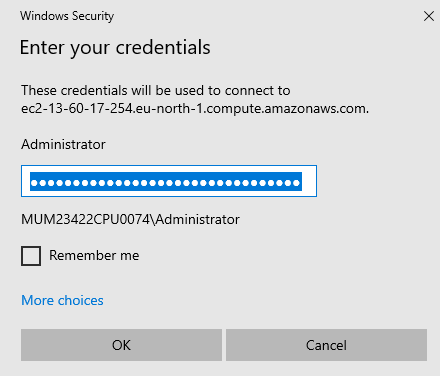 Windows Security
Enter your credentials
These credentials will be used to connect to
ec2-13-60-17-254.eu-north-1.compute.amazonaws.com.
Administrator
••••••••••••••••••••••••••••••••
MUM23422CPU0074\Administrator
Remember me
More choices
OK
Cancel